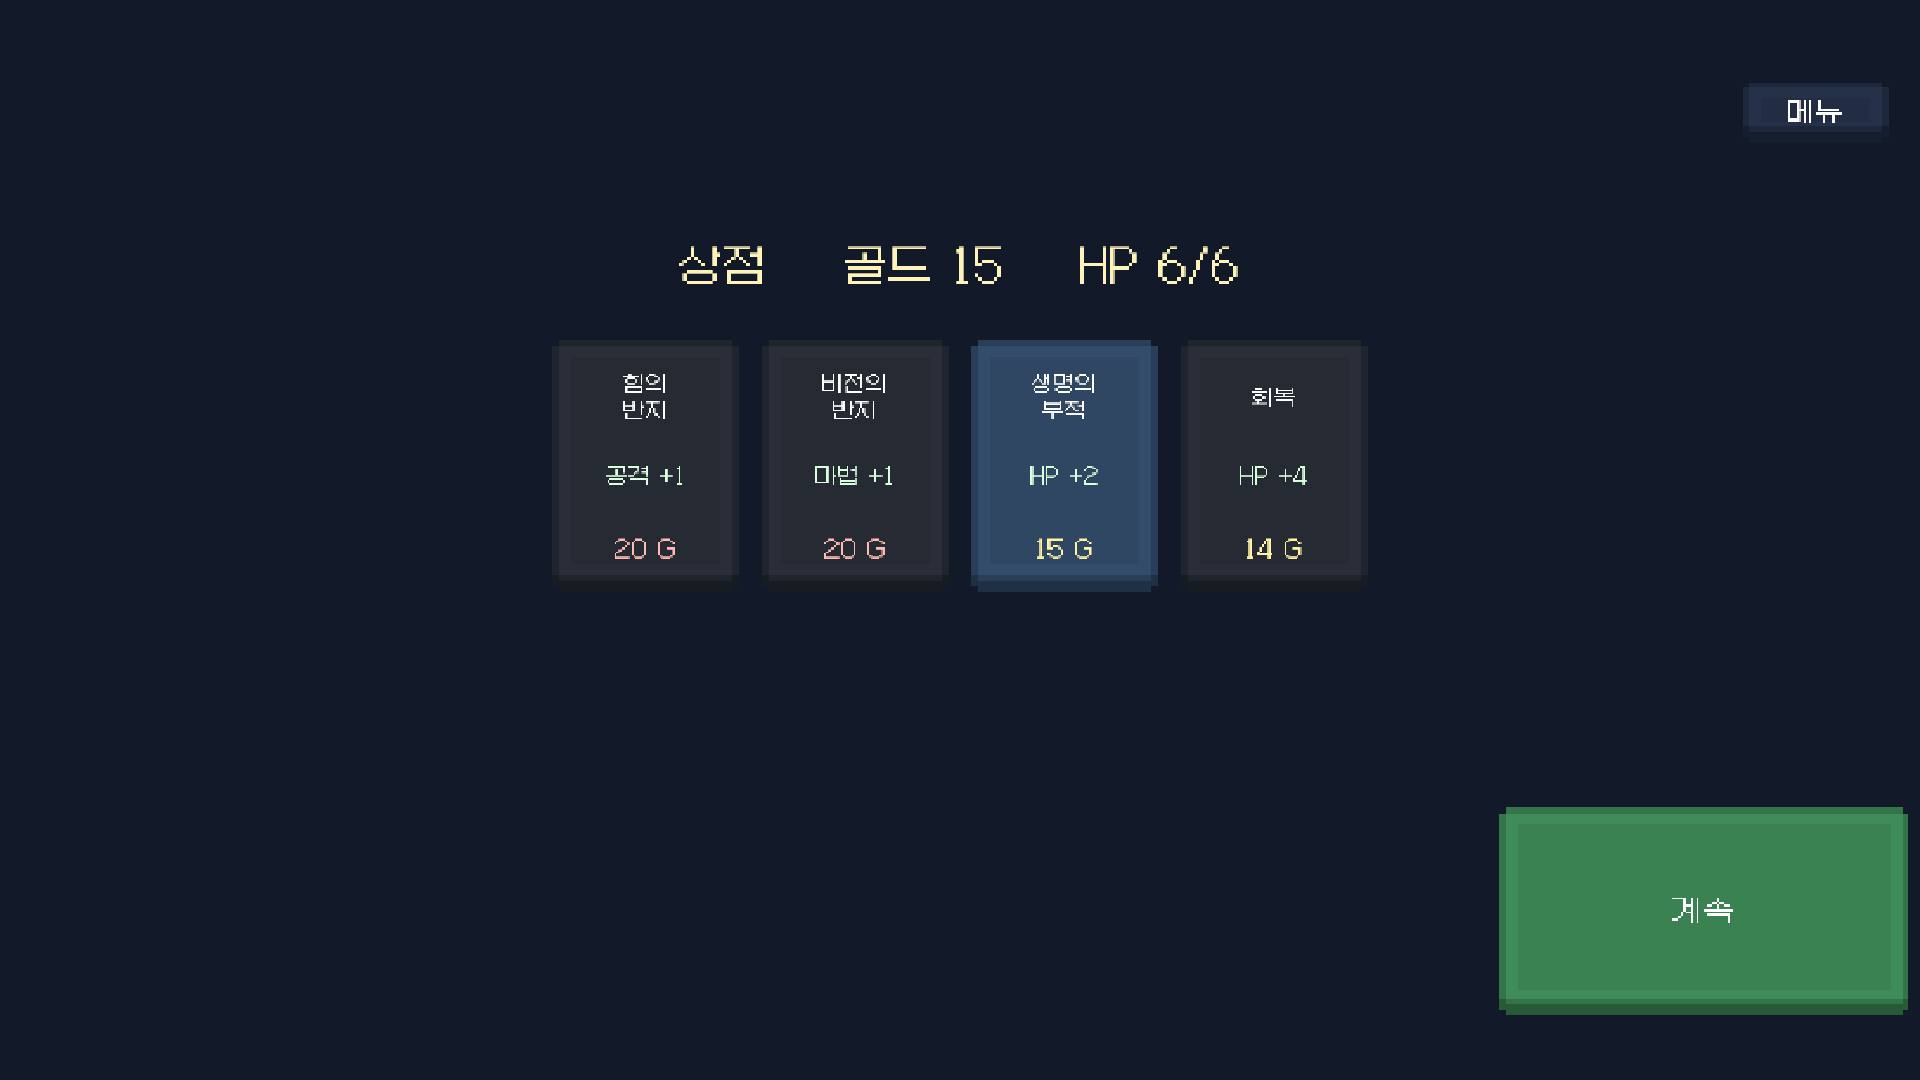 메뉴
상점 골드 15 HP 6/6
힘의
반지
공격 +1
20 G
비전의
반지
마법 +1
20 G
생명의
부적
HP +2
15 G
회복
HP +4
14 G
계속